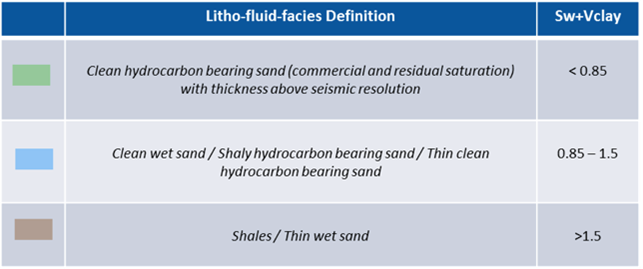 Litho-fluid-facies Definition Sw+Vclay
Clean hydrocarbon bearing sand (commercial and residual saturation) < 0.85
with thickness above seismic resolution
Clean wet sand / Shaly hydrocarbon bearing sand / Thin clean 0.85 – 1.5
hydrocarbon bearing sand
Shales / Thin wet sand >1.5